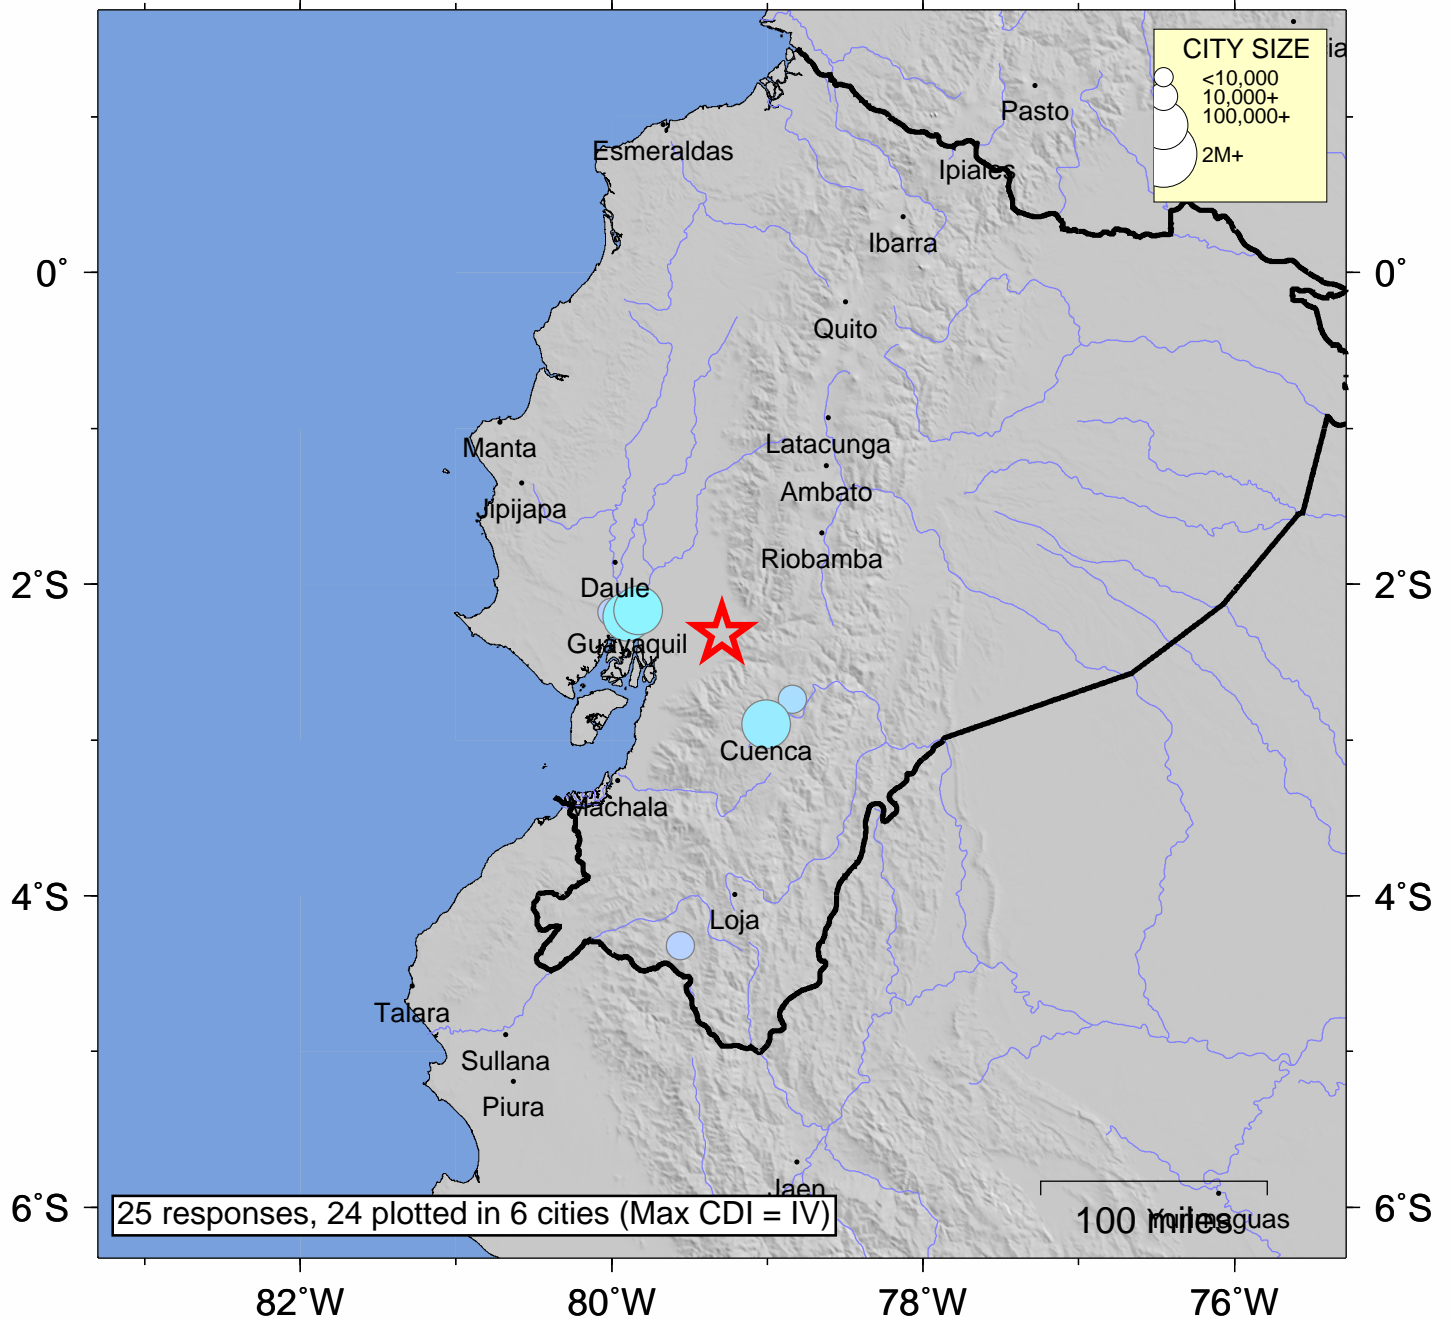 CITY SIZE
<10,000
10,000+
100,000+
2M+
ia
Pasto
Esmeraldas
Ipiales
Ibarra
0˚
0˚
Quito
Latacunga
Manta
Ambato
Jipijapa
Riobamba
2˚S
Daule
2˚S
Guayaquil
Cuenca
Machala
4˚S
Loja
4˚S
Talara
Sullana
Piura
Jaen
6˚S
25 responses, 24 plotted in 6 cities (Max CDI = IV)
100 miles
Yurimaguas
6˚S
82˚W
80˚W
78˚W
76˚W